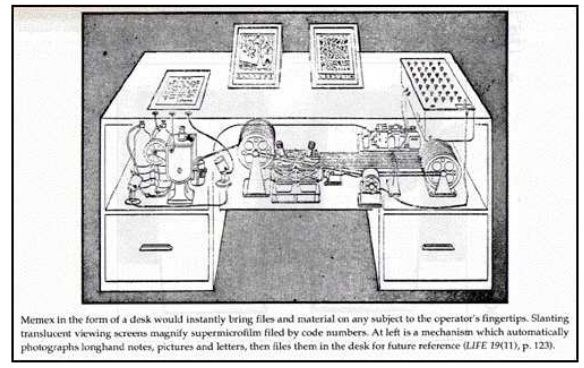 Memex in the form of a desk would instantly bring files and material on any subject to the operator's fingertips. Slanting
translucent viewing screens magnify supermicrofilm filed by code numbers. At left is a mechanism which automatically
photographs longhand notes, pictures and letters, then files them in the desk for future reference (LIFE 19(11), p. 123).